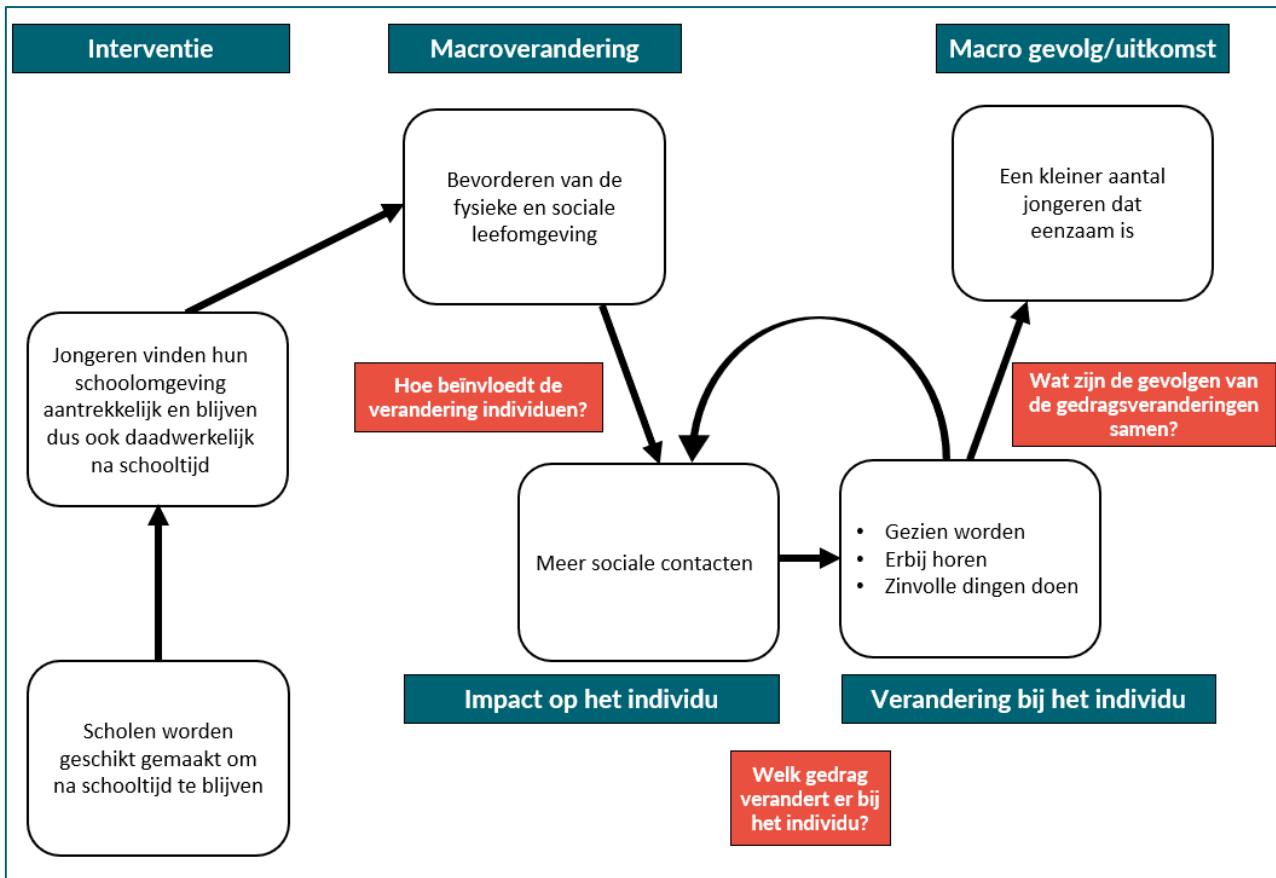 Interventie
Macroverandering
Macro gevolg/uitkomst
Bevorderen van de
fysieke en sociale
leefomgeving
Een kleiner aantal
jongeren dat
eenzaam is
Jongeren vinden hun
schoolomgeving
aantrekkelijk en blijven
dus ook daadwerkelijk
na schooltijd
Hoe beïnvloedt de
verandering individuen?
Wat zijn de gevolgen van
de gedragsveranderingen
samen?
Meer sociale contacten
• Gezien worden
• Erbij horen
• Zinvolle dingen doen
Scholen worden
geschikt gemaakt om
na schooltijd te blijven
Impact op het individu
Verandering bij het individu
Welk gedrag
verandert er bij
het individu?